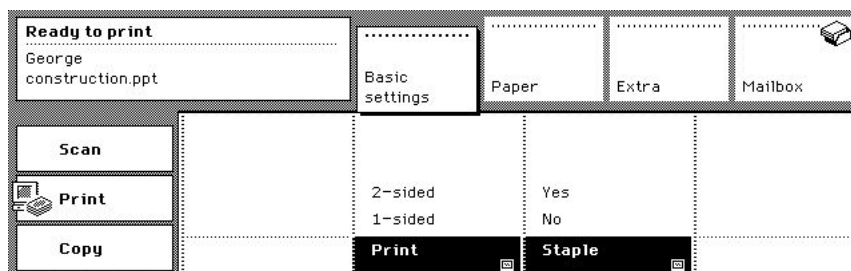 Ready to print
George
construction.ppt
Basic
settings
Paper
Extra
Mailbox
Scan
Print
Copy
2-sided
1-sided
Print
Yes
No
Staple